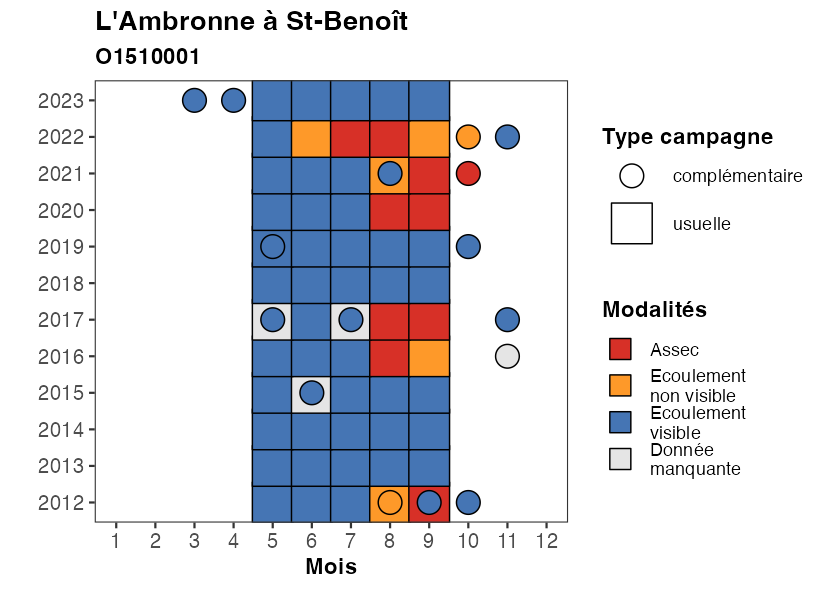 L'Ambronne à St-Benoît
O1510001
2023
2022
2021
2020
2019
2018
2017
2016
2015
2014
2013
2012
1 2 3 4 5 6 7 8 9 10 11 12
Mois
Type campagne
complémentaire
usuelle
Modalités
Assec
Ecoulement
non visible
Ecoulement
visible
Donnée
manquante